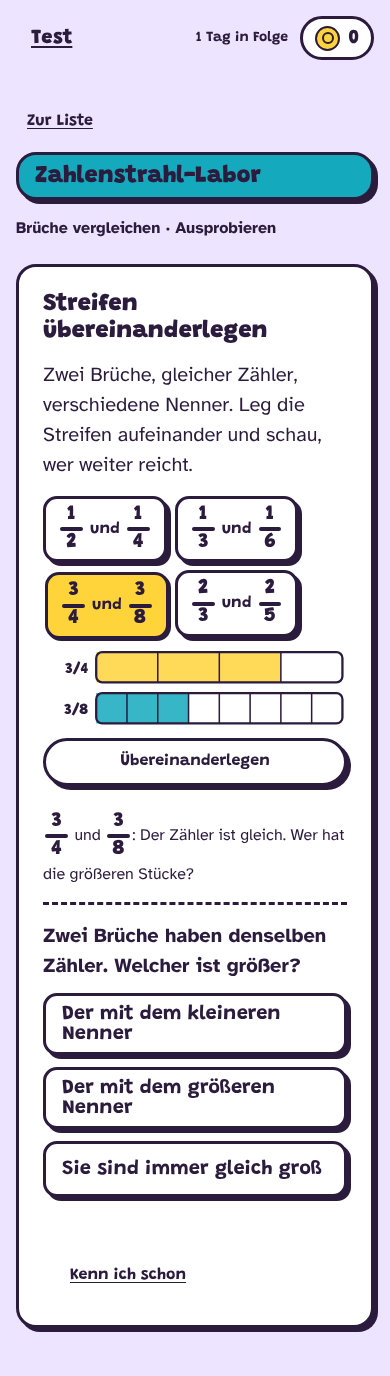 Test
1 Tag in Folge
0
Zur Liste
Zahlenstrahl-Labor
Brüche vergleichen · Ausprobieren
Streifen
übereinanderlegen
Zwei Brüche, gleicher Zähler,
verschiedene Nenner. Leg die
Streifen aufeinander und schau,
wer weiter reicht.
1/2 und 1/4
1/3 und 1/6
3/4 und 3/8
2/3 und 2/5
3/4
3/8
Übereinanderlegen
3/4 und 3/8: Der Zähler ist gleich. Wer hat
die größeren Stücke?
Zwei Brüche haben denselben
Zähler. Welcher ist größer?
Der mit dem kleineren
Nenner
Der mit dem größeren
Nenner
Sie sind immer gleich groß
Kenn ich schon